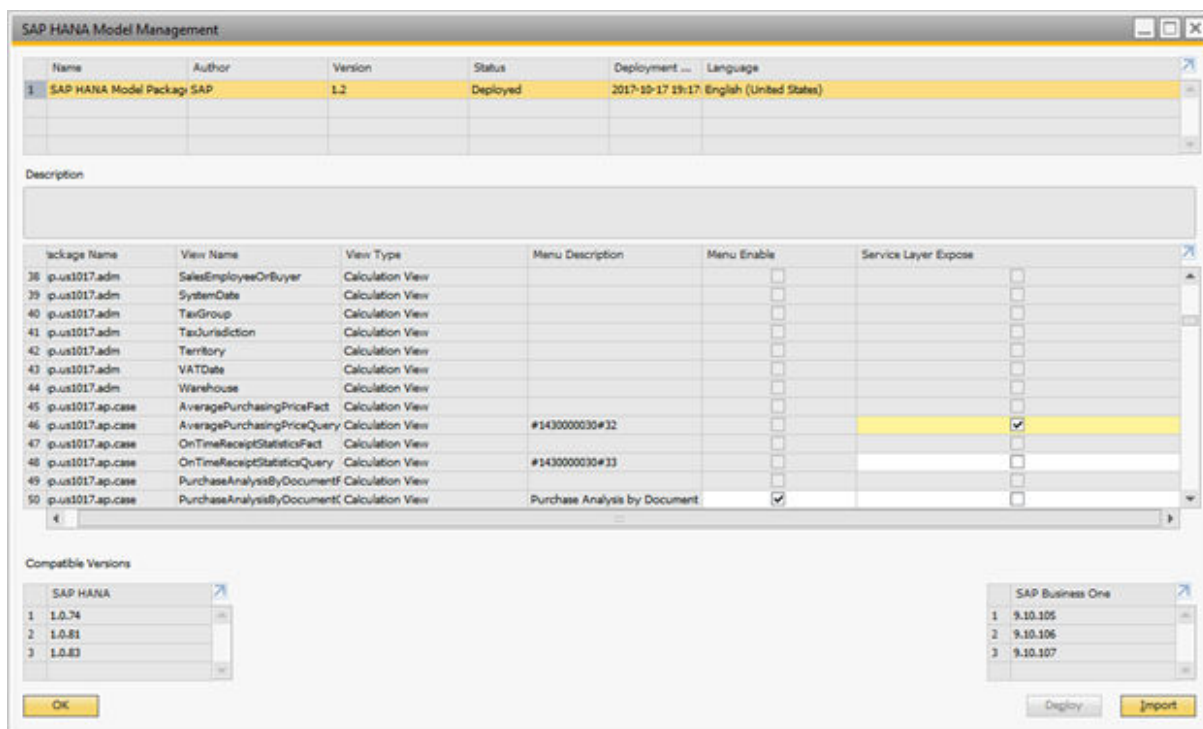 SAP HANA Model Management
Name Author Version Status Deployment ... Language
1 SAP HANA Model Packag SAP 1.2 Deployed 2017-10-17 19:17: English (United States)
Description
ackage Name View Name View Type Menu Description Menu Enable Service Layer Expose
38 p.us1017.adm SalesEmployeeOrBuyer Calculation View
39 p.us1017.adm SystemDate Calculation View
40 p.us1017.adm TaxGroup Calculation View
41 p.us1017.adm TaxJurisdiction Calculation View
42 p.us1017.adm Territory Calculation View
43 p.us1017.adm VATDate Calculation View
44 p.us1017.adm Warehouse Calculation View
45 p.us1017.ap.case AveragePurchasingPriceFact Calculation View
46 p.us1017.ap.case AveragePurchasingPriceQuery Calculation View #1430000030#32
47 p.us1017.ap.case OnTimeReceiptStatisticsFact Calculation View
48 p.us1017.ap.case OnTimeReceiptStatisticsQuery Calculation View #1430000030#33
49 p.us1017.ap.case PurchaseAnalysisByDocumentF Calculation View
50 p.us1017.ap.case PurchaseAnalysisByDocumentQ Calculation View Purchase Analysis by Document
Compatible Versions
SAP HANA SAP Business One
1 1.0.74 1 9.10.105
2 1.0.81 2 9.10.106
3 1.0.83 3 9.10.107
OK Deploy Import